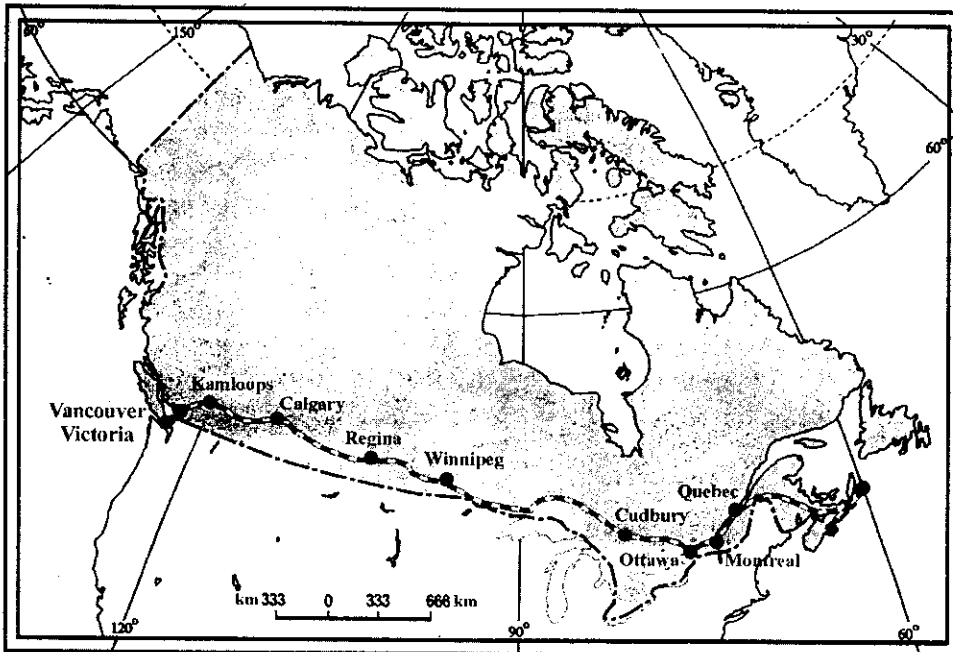 60°
150°
30°
60°
Kamloops
Vancouver
Calgary
Victoria
Regina
Winnipeg
Quebec
Cudbury
Ottawa
Montreal
km 333 0 333 666 km
120°
90°
60°